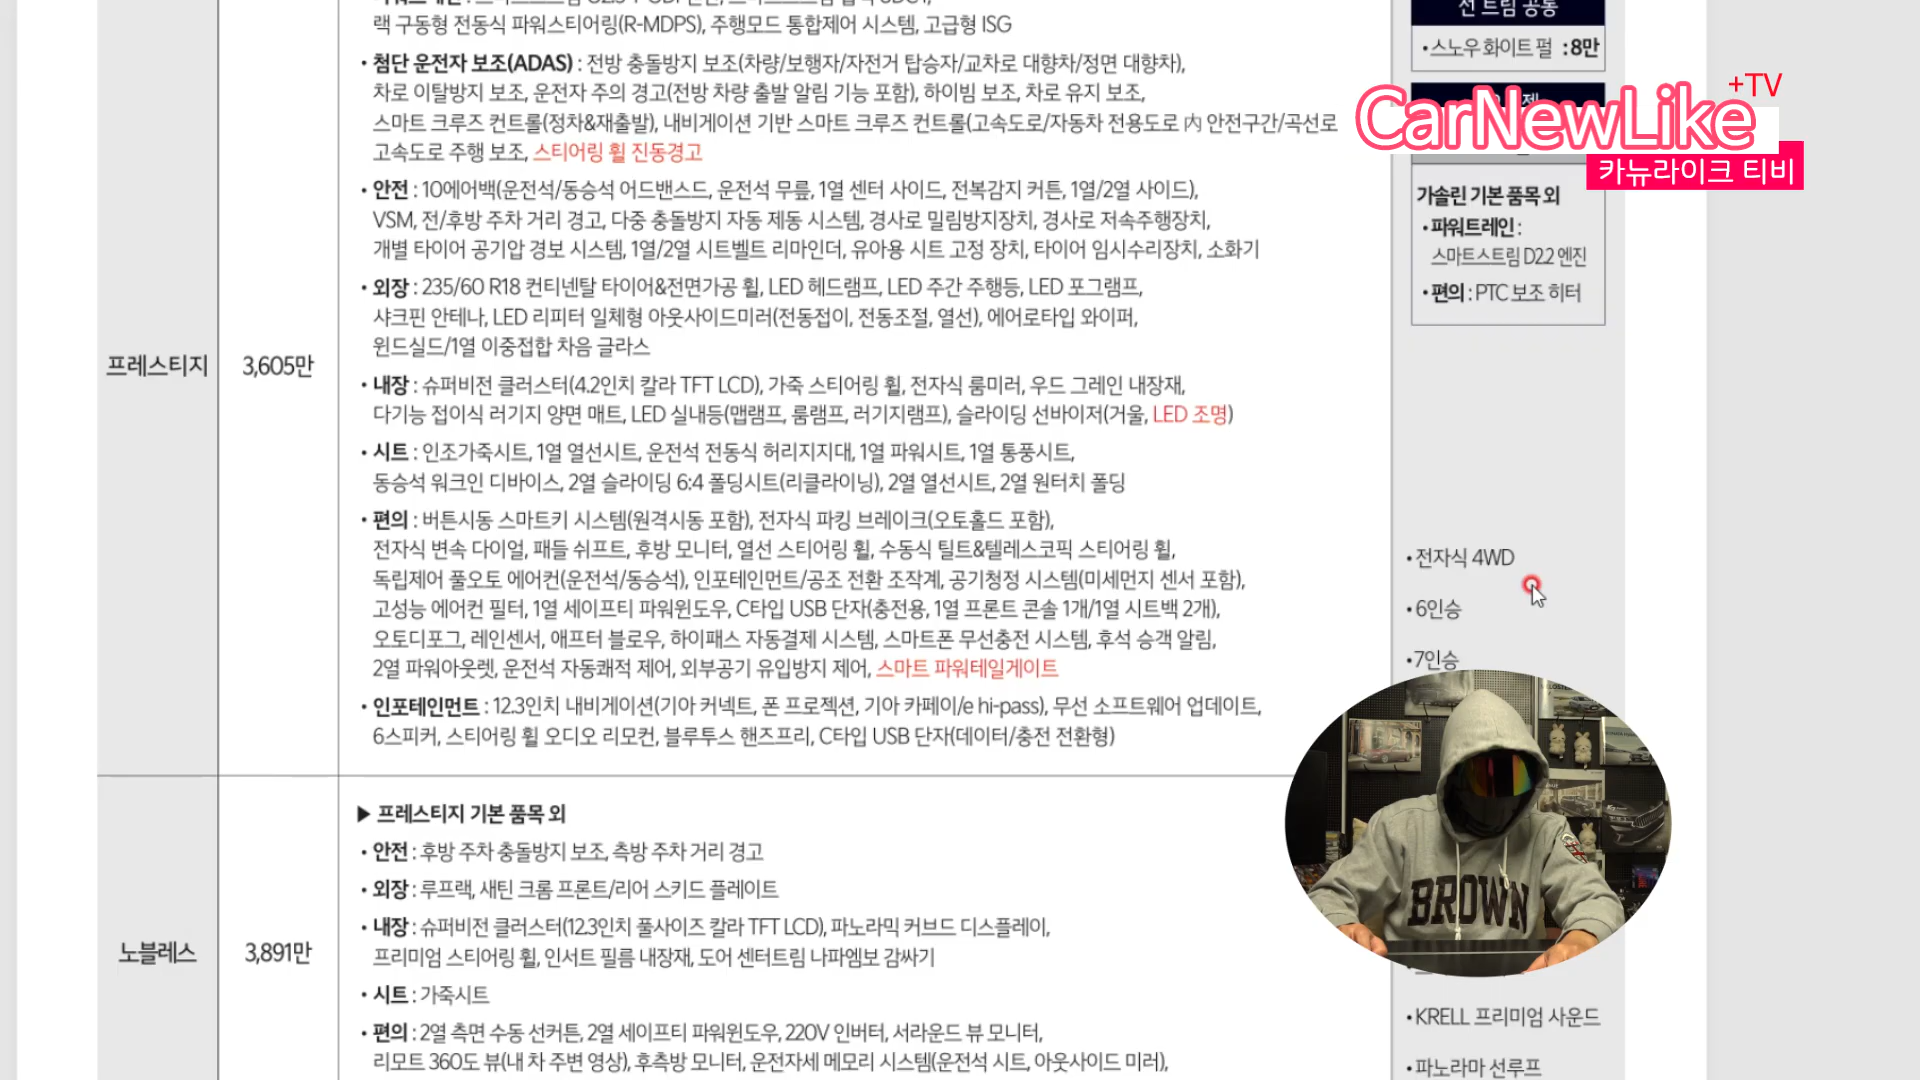 랙 구동형 전동식 파워스티어링(R-MDPS), 주행모드 통합제어 시스템, 고급형 ISG
• 첨단 운전자 보조(ADAS) : 전방 충돌방지 보조(차량/보행자/자전거 탑승자/교차로 대향차/정면 대향차),
차로 이탈방지 보조, 운전자 주의 경고(전방 차량 출발 알림 기능 포함), 하이빔 보조, 차로 유지 보조,
스마트 크루즈 컨트롤(정차&재출발), 내비게이션 기반 스마트 크루즈 컨트롤(고속도로/자동차 전용도로 內 안전구간/곡선로
고속도로 주행 보조, 스티어링 휠 진동경고
• 안전 : 10에어백(운전석/동승석 어드밴스드, 운전석 무릎, 1열 센터 사이드, 전복감지 커튼, 1열/2열 사이드),
VSM, 전/후방 주차 거리 경고, 다중 충돌방지 자동 제동 시스템, 경사로 밀림방지장치, 경사로 저속주행장치,
개별 타이어 공기압 경보 시스템, 1열/2열 시트벨트 리마인더, 유아용 시트 고정 장치, 타이어 임시수리장치, 소화기
• 외장 : 235/60 R18 컨티넨탈 타이어&전면가공 휠, LED 헤드램프, LED 주간 주행등, LED 포그램프,
샤크핀 안테나, LED 리피터 일체형 아웃사이드미러(전동접이, 전동조절, 열선), 에어로타입 와이퍼,
윈드실드/1열 이중접합 차음 글라스
프레스티지
3,605만
• 내장 : 슈퍼비전 클러스터(4.2인치 칼라 TFT LCD), 가죽 스티어링 휠, 전자식 룸미러, 우드 그레인 내장재,
다기능 접이식 러기지 양면 매트, LED 실내등(맵램프, 룸램프, 러기지램프), 슬라이딩 선바이저(거울, LED 조명)
• 시트 : 인조가죽시트, 1열 열선시트, 운전석 전동식 허리지지대, 1열 파워시트, 1열 통풍시트,
동승석 워크인 디바이스, 2열 슬라이딩 6:4 폴딩시트(리클라이닝), 2열 열선시트, 2열 원터치 폴딩
• 편의 : 버튼시동 스마트키 시스템(원격시동 포함), 전자식 파킹 브레이크(오토홀드 포함),
전자식 변속 다이얼, 패들 쉬프트, 후방 모니터, 열선 스티어링 휠, 수동식 틸트&텔레스코픽 스티어링 휠,
독립제어 풀오토 에어컨(운전석/동승석), 인포테인먼트/공조 전환 조작계, 공기청정 시스템(미세먼지 센서 포함),
고성능 에어컨 필터, 1열 세이프티 파워윈도우, C타입 USB 단자(충전용, 1열 프론트 콘솔 1개/1열 시트백 2개),
오토디포그, 레인센서, 애프터 블로우, 하이패스 자동결제 시스템, 스마트폰 무선충전 시스템, 후석 승객 알림,
2열 파워아웃렛, 운전석 자동쾌적 제어, 외부공기 유입방지 제어, 스마트 파워테일게이트
• 인포테인먼트 : 12.3인치 내비게이션(기아 커넥트, 폰 프로젝션, 기아 카페이/e hi-pass), 무선 소프트웨어 업데이트,
6스피커, 스티어링 휠 오디오 리모컨, 블루투스 핸즈프리, C타입 USB 단자(데이터/충전 전환형)
▶ 프레스티지 기본 품목 외
• 안전 : 후방 주차 충돌방지 보조, 측방 주차 거리 경고
• 외장 : 루프랙, 새틴 크롬 프론트/리어 스키드 플레이트
• 내장 : 슈퍼비전 클러스터(12.3인치 풀사이즈 칼라 TFT LCD), 파노라믹 커브드 디스플레이,
프리미엄 스티어링 휠, 인서트 필름 내장재, 도어 센터트림 나파엠보 감싸기
노블레스
3,891만
• 시트 : 가죽시트
• 편의 : 2열 측면 수동 선커튼, 2열 세이프티 파워윈도우, 220V 인버터, 서라운드 뷰 모니터,
리모트 360도 뷰(내 차 주변 영상), 후측방 모니터, 운전자세 메모리 시스템(운전석 시트, 아웃사이드 미러),
전 트림 공통
• 스노우 화이트 펄 : 8만
+TV
CarNewLike
카뉴라이크 티비
가솔린 기본 품목 외
• 파워트레인 :
스마트스트림 D2.2 엔진
• 편의 : PTC 보조 히터
• 전자식 4WD
• 6인승
• 7인승
BROWN
• KRELL 프리미엄 사운드
• 파노라마 선루프